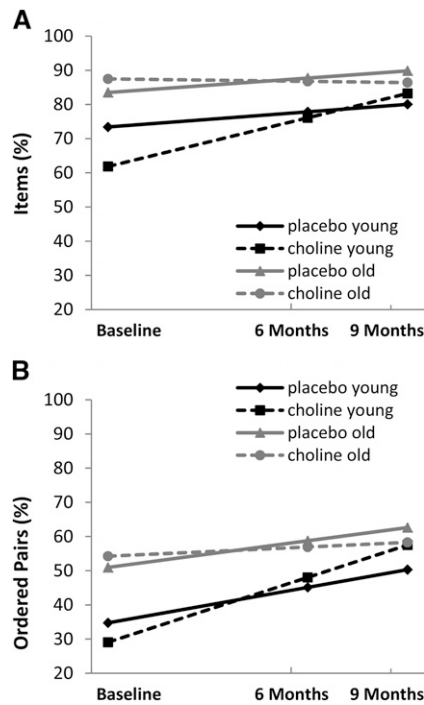 A
100
90
80
70
60
50
40
30
20
Items (%)
placebo young
choline young
placebo old
choline old
Baseline
6 Months
9 Months
B
100
90
80
70
60
50
40
30
20
Ordered Pairs (%)
placebo young
choline young
placebo old
choline old
Baseline
6 Months
9 Months